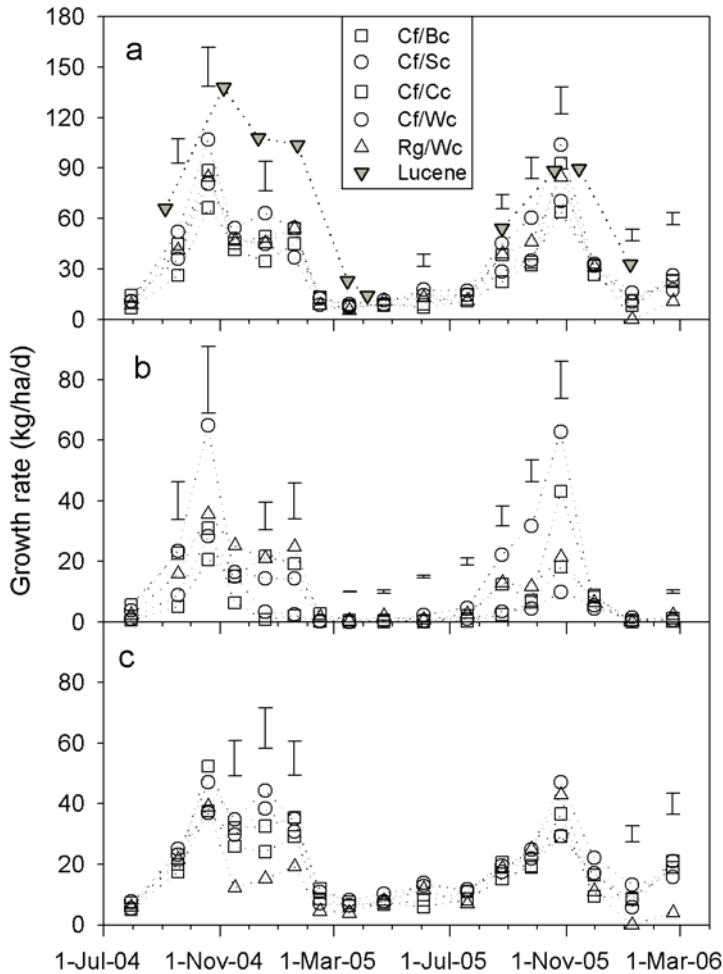 180
150
120
90
60
30
0
a
Cf/Bc
Cf/Sc
Cf/Cc
Cf/Wc
Rg/Wc
Lucene
Growth rate (kg/ha/d)
80
60
40
20
0
b
80
60
40
20
0
c
1-Jul-04 1-Nov-04 1-Mar-05 1-Jul-05 1-Nov-05 1-Mar-06